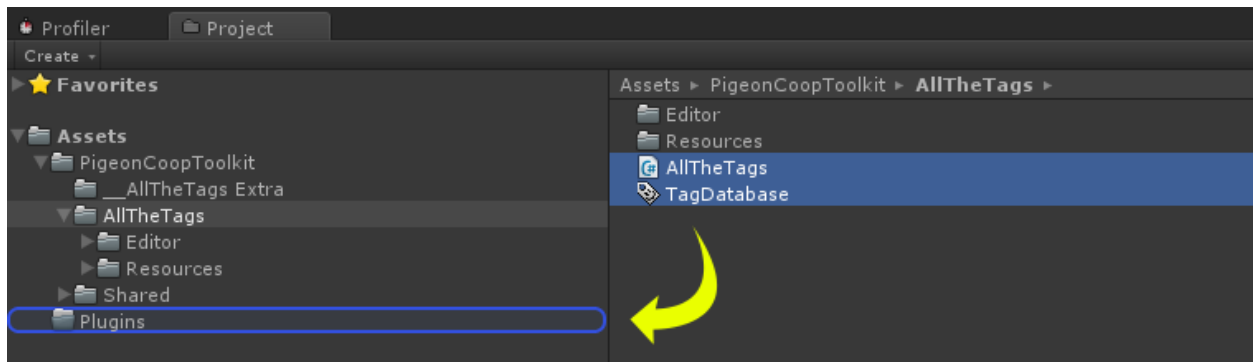 Profiler
Project
Create
Favorites
Assets
PigeonCoopToolkit
__AllTheTags Extra
AllTheTags
Editor
Resources
Shared
Plugins
Assets ▸ PigeonCoopToolkit ▸ AllTheTags ▸
Editor
Resources
AllTheTags
TagDatabase